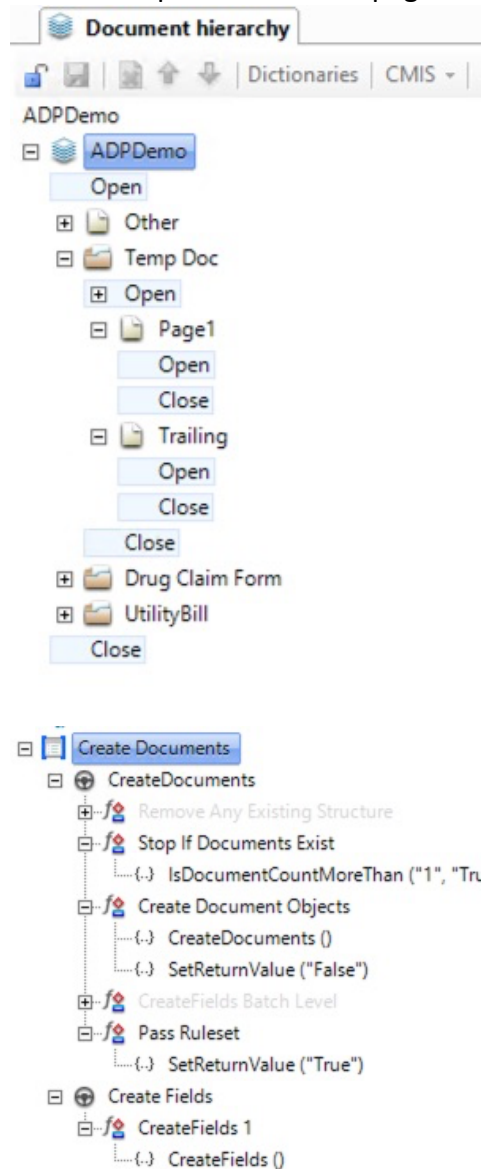 Document hierarchy
Dictionaries | CMIS
ADPDemo
ADPDemo
Open
Other
Temp Doc
Open
Page1
Open
Close
Trailing
Open
Close
Close
Drug Claim Form
UtilityBill
Close
Create Documents
CreateDocuments
Remove Any Existing Structure
Stop If Documents Exist
{..} IsDocumentCountMoreThan ("1", "Tru
Create Document Objects
{..} CreateDocuments ()
{..} SetReturnValue ("False")
CreateFields Batch Level
Pass Ruleset
{..} SetReturnValue ("True")
Create Fields
CreateFields 1
{..} CreateFields ()